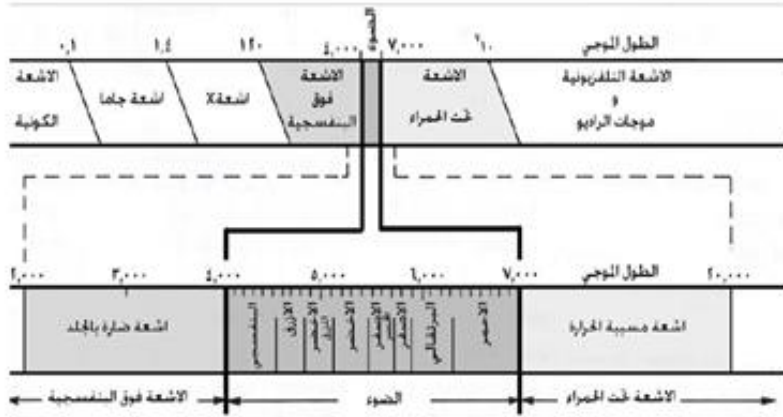 الطول الموجي ١٠^٦ ٧,٠٠٠ الضوء ٤,٠٠٠ ١٢٠ ١,٤ ٠,١
الاشعة التلفزيونية و موجات الراديو
الاشعة تحت الحمراء
الاشعة فوق البنفسجية
اشعة X
اشعة جاما
الاشعة الكونية
الطول الموجي ٢٠,٠٠٠ ٧,٠٠٠ ٦,٠٠٠ ٥,٠٠٠ ٤,٠٠٠ ٣,٠٠٠ ٢,٠٠٠
اشعة مسببة الحرارة
الاحمر
البرتقالي
الاصفر
الاخضر
الازرق
البنفسجي
اشعة ضارة بالجلد
الاشعة تحت الحمراء
الضوء
الاشعة فوق البنفسجية